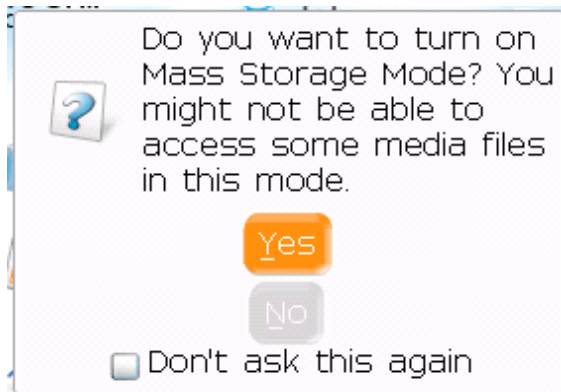 Do you want to turn on
Mass Storage Mode? You
might not be able to
access some media files
in this mode.
Yes
No
Don't ask this again